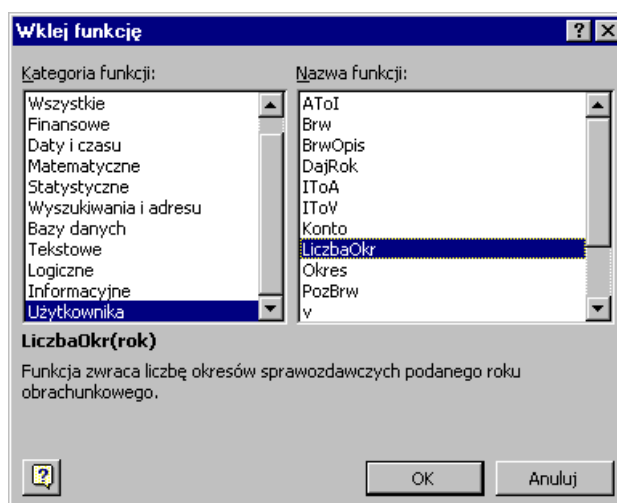 Wklej funkcję
Kategoria funkcji:
Nazwa funkcji:
Wszystkie
Finansowe
Daty i czasu
Matematyczne
Statystyczne
Wyszukiwania i adresu
Bazy danych
Tekstowe
Logiczne
Informacyjne
Użytkownika
AToI
Brw
BrwOpis
DajRok
IToA
IToV
Konto
LiczbaOkr
Okres
PozBrw
v
LiczbaOkr(rok)
Funkcja zwraca liczbę okresów sprawozdawczych podanego roku
obrachunkowego.
OK
Anuluj